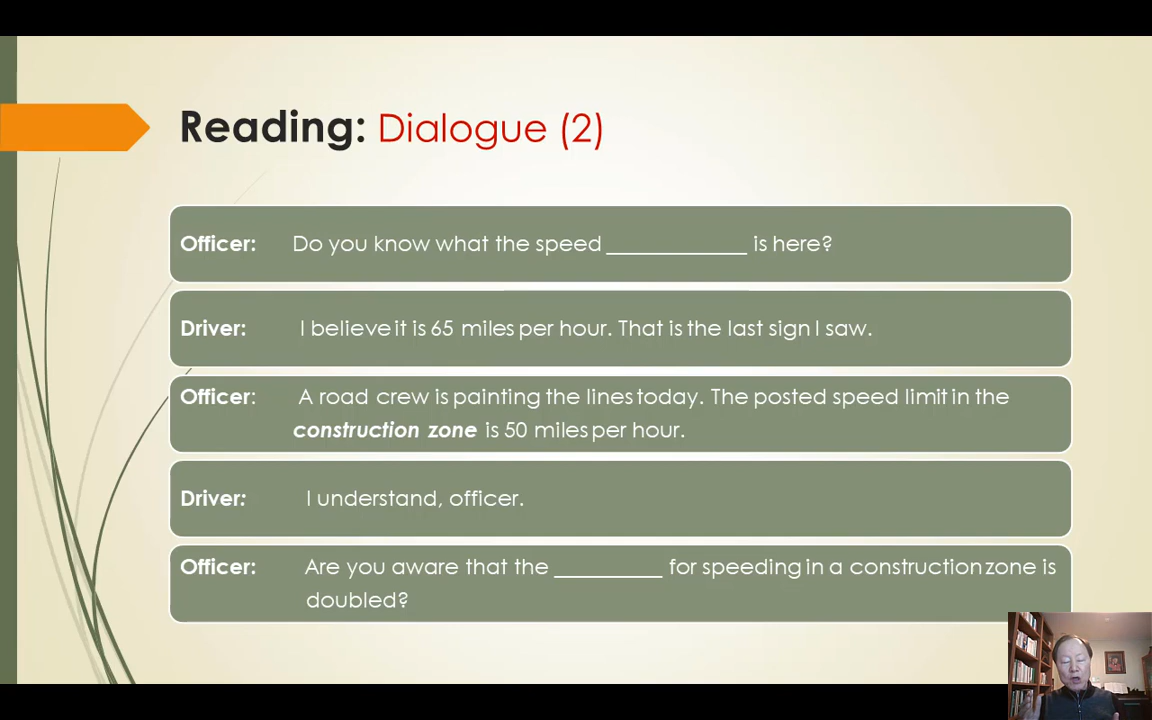 Reading: Dialogue (2)
Officer: Do you know what the speed _____________ is here?
Driver: I believe it is 65 miles per hour. That is the last sign I saw.
Officer: A road crew is painting the lines today. The posted speed limit in the
construction zone is 50 miles per hour.
Driver: I understand, officer.
Officer: Are you aware that the __________ for speeding in a construction zone is
doubled?